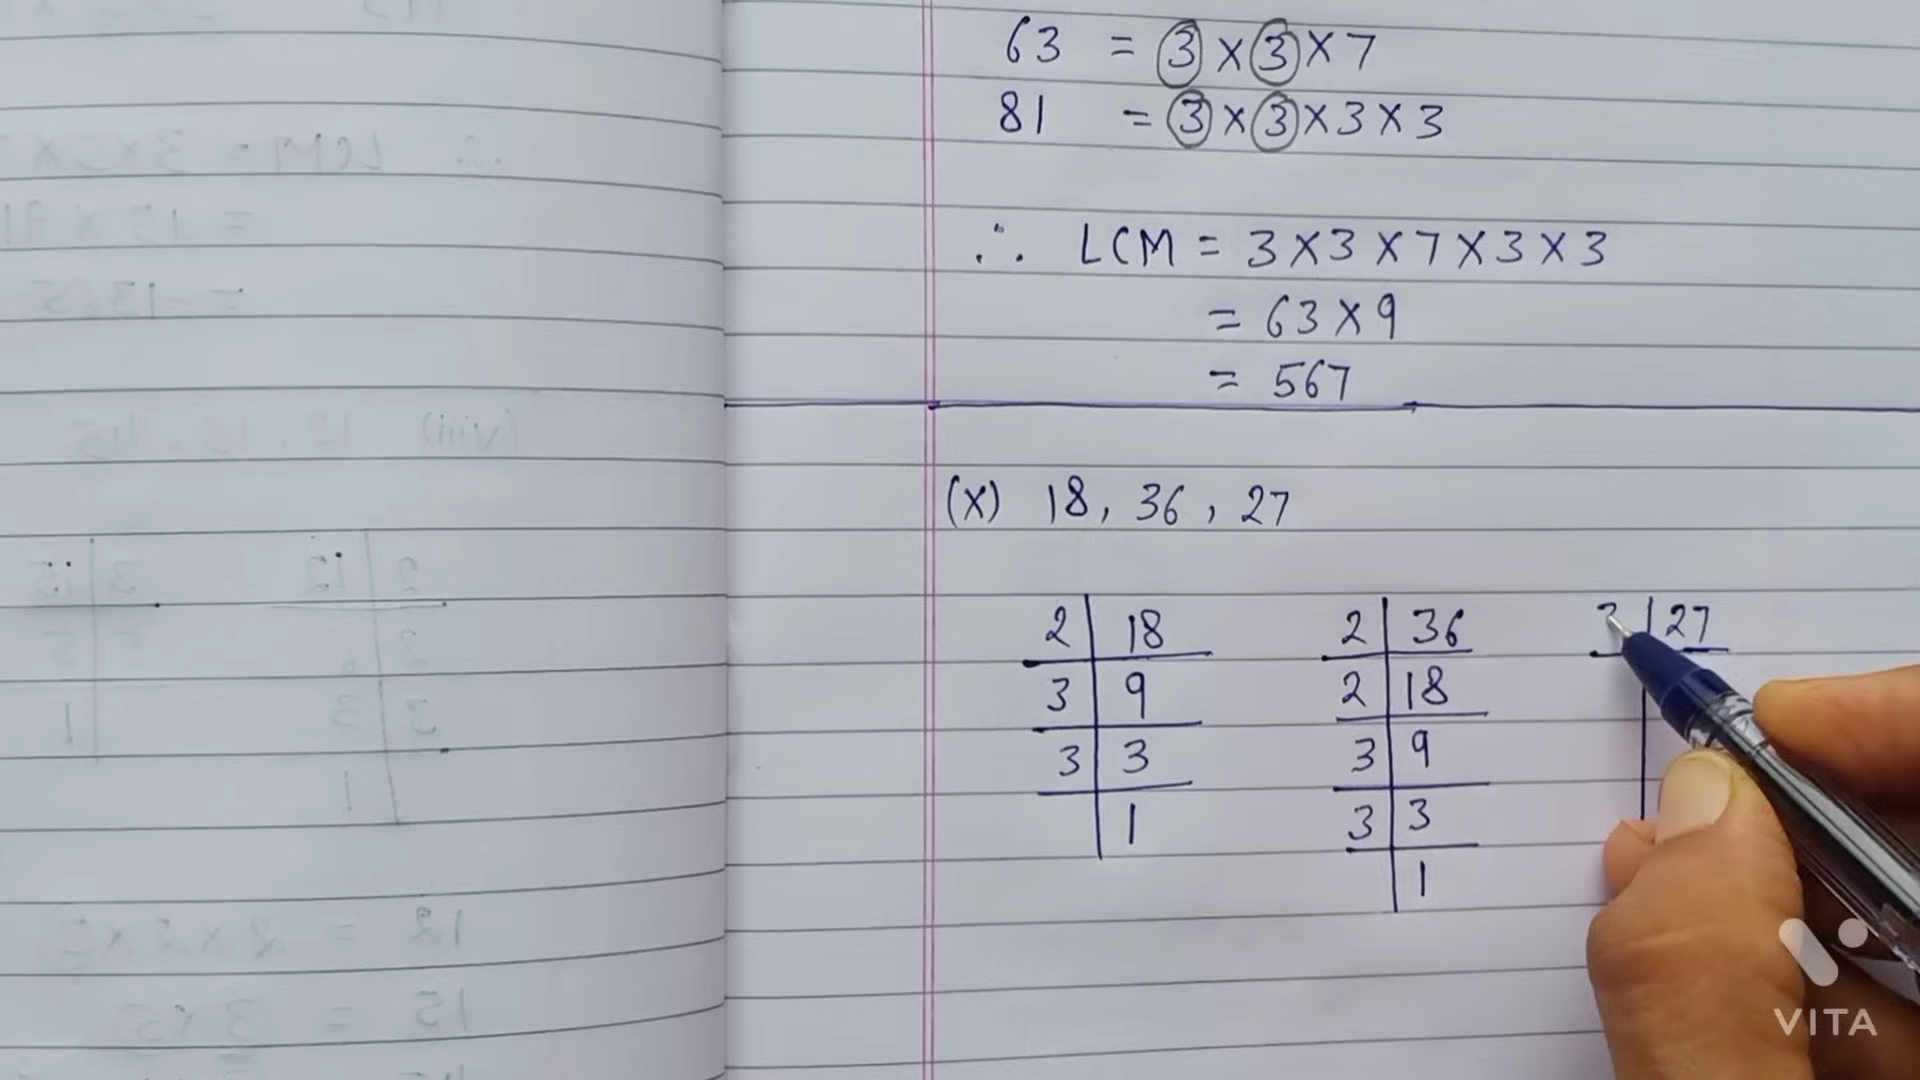 63 = 3 × 3 × 7
81 = 3 × 3 × 3 × 3
∴ LCM = 3 × 3 × 7 × 3 × 3
= 63 × 9
= 567
(x) 18, 36, 27
2 | 18 2 | 36 3 | 27
3 | 9 2 | 18
3 | 3 3 | 9
1 3 | 3
1
VITA